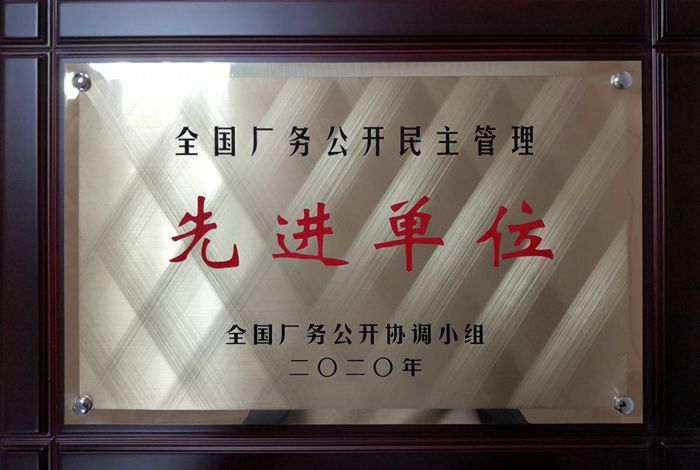 全国厂务公开民主管理
先进单位
全国厂务公开协调小组
二〇二〇年